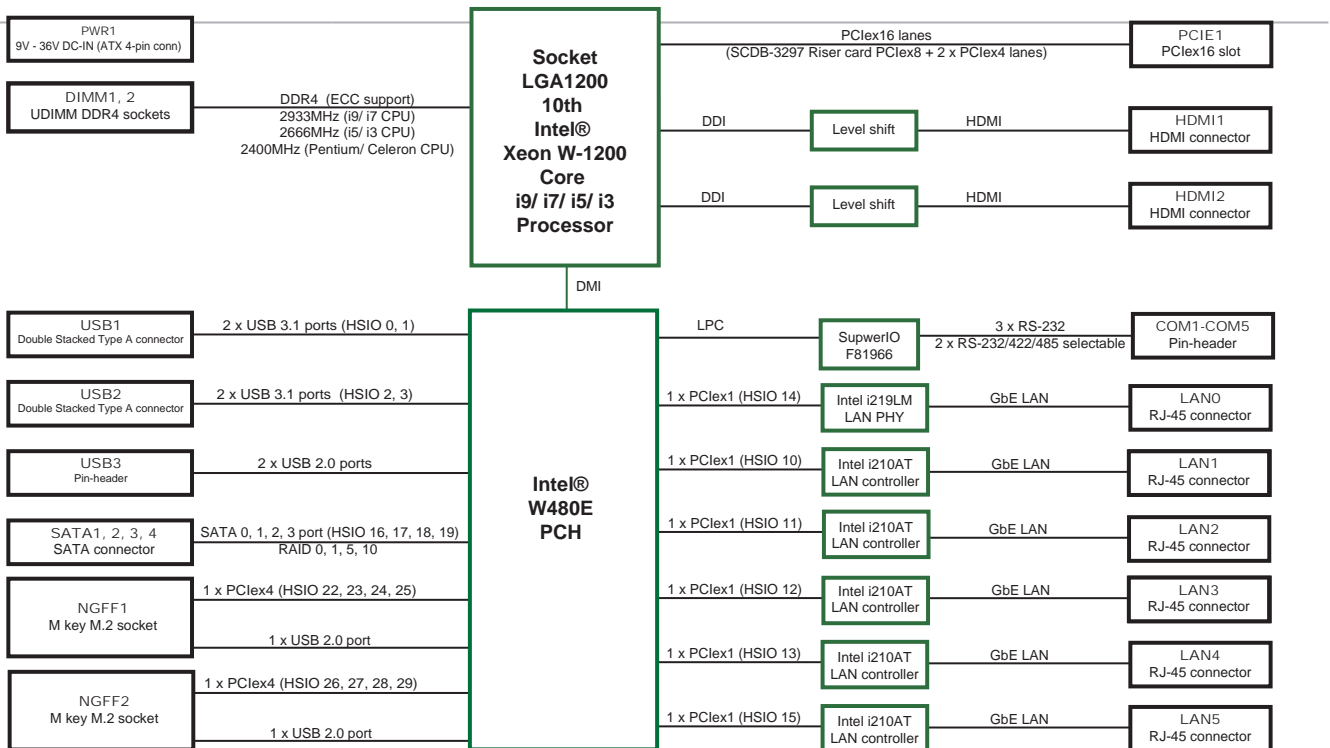 PWR1
9V - 36V DC-IN (ATX 4-pin conn)
DIMM1, 2
UDIMM DDR4 sockets
DDR4  (ECC support)
2933MHz (i9/ i7 CPU)
2666MHz (i5/ i3 CPU)
2400MHz (Pentium/ Celeron CPU)
Socket
LGA1200
10th
Intel®
Xeon W-1200
Core
i9/ i7/ i5/ i3
Processor
PCIex16 lanes
(SCDB-3297 Riser card PCIex8 + 2 x PCIex4 lanes)
PCIE1
PCIex16 slot
DDI
Level shift
HDMI
HDMI1
HDMI connector
DDI
Level shift
HDMI
HDMI2
HDMI connector
DMI
USB1
Double Stacked Type A connector
2 x USB 3.1 ports (HSIO 0, 1)
USB2
Double Stacked Type A connector
2 x USB 3.1 ports  (HSIO 2, 3)
USB3
Pin-header
2 x USB 2.0 ports
SATA1, 2, 3, 4
SATA connector
SATA 0, 1, 2, 3 port (HSIO 16, 17, 18, 19)
RAID 0, 1, 5, 10
NGFF1
M key M.2 socket
1 x PCIex4 (HSIO 22, 23, 24, 25)
1 x USB 2.0 port
NGFF2
M key M.2 socket
1 x PCIex4 (HSIO 26, 27, 28, 29)
1 x USB 2.0 port
Intel®
W480E
PCH
LPC
SupwerIO
F81966
3 x RS-232
2 x RS-232/422/485 selectable
COM1-COM5
Pin-header
1 x PCIex1 (HSIO 14)
Intel i219LM
LAN PHY
GbE LAN
LAN0
RJ-45 connector
1 x PCIex1 (HSIO 10)
Intel i210AT
LAN controller
GbE LAN
LAN1
RJ-45 connector
1 x PCIex1 (HSIO 11)
Intel i210AT
LAN controller
GbE LAN
LAN2
RJ-45 connector
1 x PCIex1 (HSIO 12)
Intel i210AT
LAN controller
GbE LAN
LAN3
RJ-45 connector
1 x PCIex1 (HSIO 13)
Intel i210AT
LAN controller
GbE LAN
LAN4
RJ-45 connector
1 x PCIex1 (HSIO 15)
Intel i210AT
LAN controller
GbE LAN
LAN5
RJ-45 connector